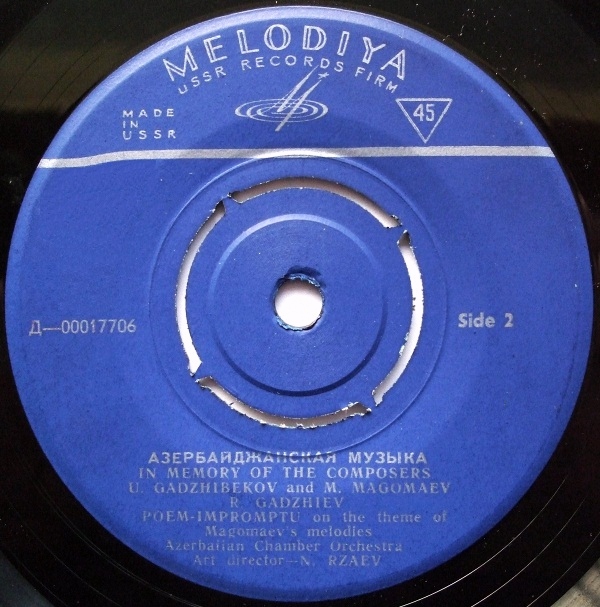 MELODIYA
USSR RECORDS FIRM
MADE
IN
USSR
45
Д—00017706
Side 2
АЗЕРБАЙДЖАНСКАЯ МУЗЫКА
IN MEMORY OF THE COMPOSERS
U. GADZHIBEKOV and M. MAGOMAEV
R. GADZHIEV
POEM-IMPROMPTU on the theme of
Magomaev's melodies
Azerbaijan Chamber Orchestra
Art director—N. RZAEV